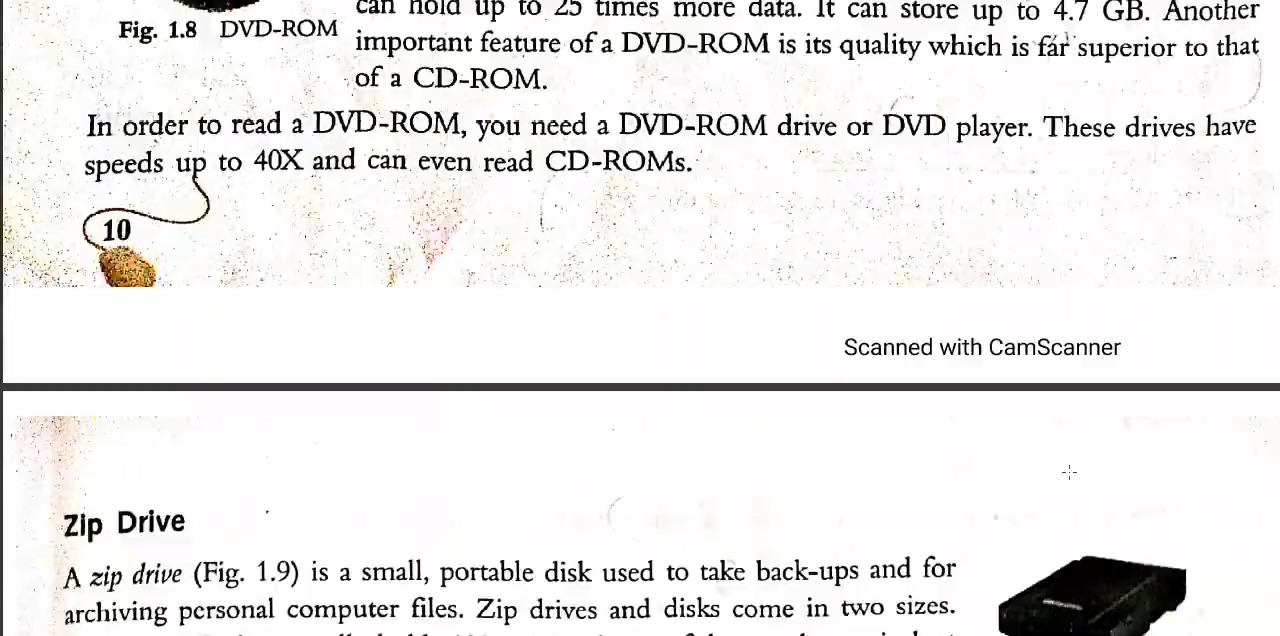 can hold up to 25 times more data. It can store up to 4.7 GB. Another
Fig. 1.8 DVD-ROM
important feature of a DVD-ROM is its quality which is far superior to that
of a CD-ROM.
In order to read a DVD-ROM, you need a DVD-ROM drive or DVD player. These drives have
speeds up to 40X and can even read CD-ROMs.
10
Scanned with CamScanner
Zip Drive
A zip drive (Fig. 1.9) is a small, portable disk used to take back-ups and for
archiving personal computer files. Zip drives and disks come in two sizes.